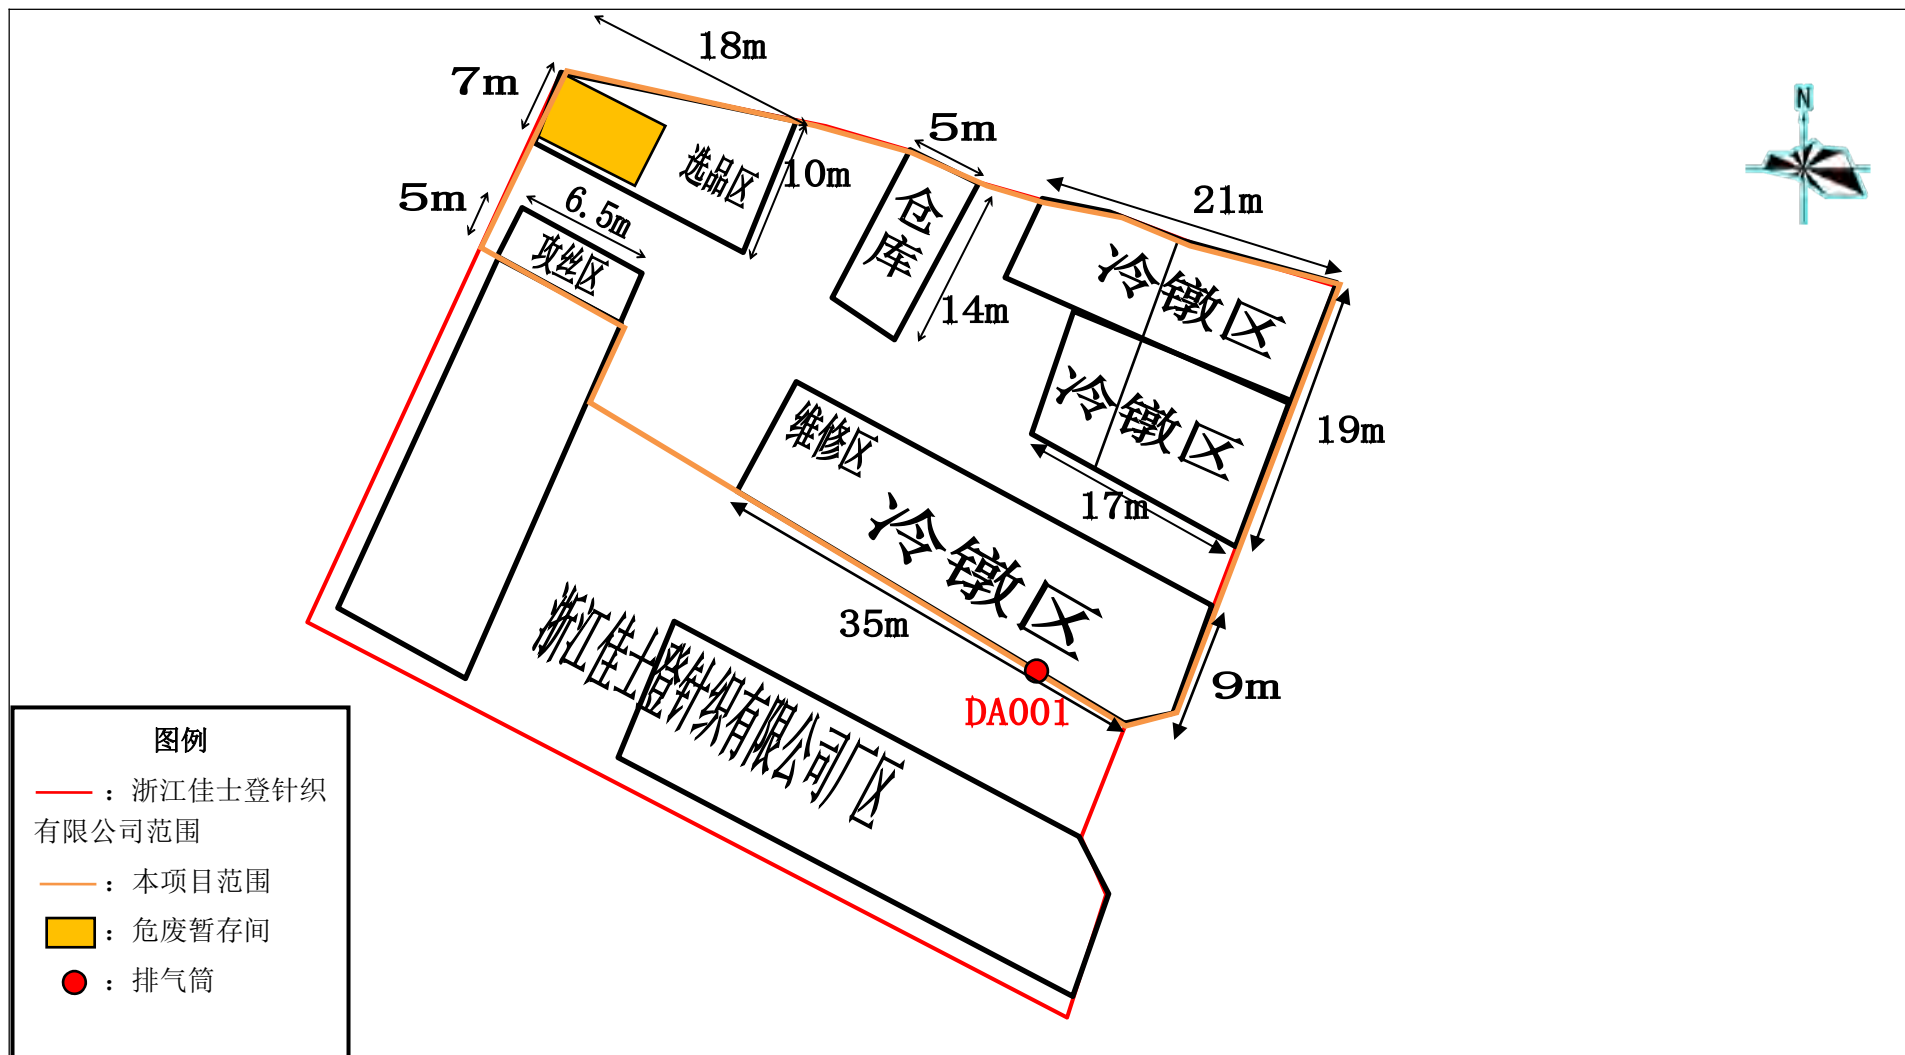 18m
7m
N
5m
选品区
10m
5m
6.5m
仓库
21m
攻丝区
14m
冷镦区
冷镦区
19m
维修区
17m
冷镦区
35m
浙江佳士登针织有限公司厂区
9m
DA001
图例
：浙江佳士登针织
有限公司范围
：本项目范围
：危废暂存间
：排气筒